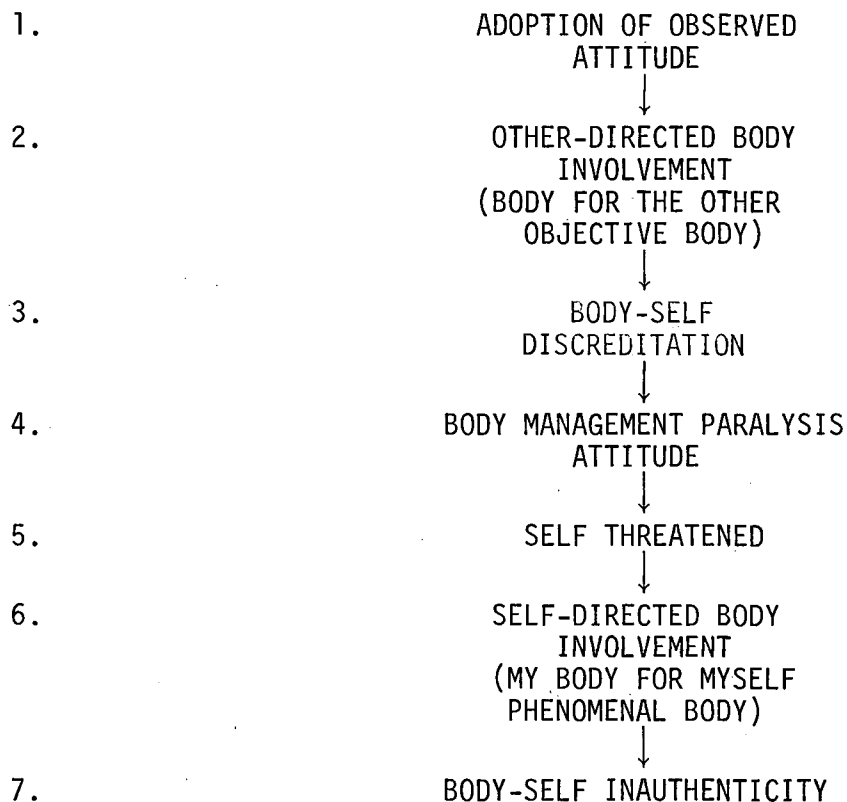 1. ADOPTION OF OBSERVED
ATTITUDE
2. OTHER-DIRECTED BODY
INVOLVEMENT
(BODY FOR THE OTHER
OBJECTIVE BODY)
3. BODY-SELF
DISCREDITATION
4. BODY MANAGEMENT PARALYSIS
ATTITUDE
5. SELF THREATENED
6. SELF-DIRECTED BODY
INVOLVEMENT
(MY BODY FOR MYSELF
PHENOMENAL BODY)
7. BODY-SELF INAUTHENTICITY